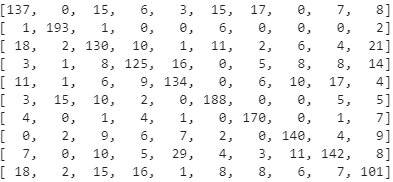 [137, 0, 15, 6, 3, 15, 17, 0, 7, 8]
[ 1, 193, 1, 0, 0, 6, 0, 0, 0, 2]
[ 18, 2, 130, 10, 1, 11, 2, 6, 4, 21]
[ 3, 1, 8, 125, 16, 0, 5, 8, 8, 14]
[ 11, 1, 6, 9, 134, 0, 6, 10, 17, 4]
[ 3, 15, 10, 2, 0, 188, 0, 0, 5, 5]
[ 4, 0, 1, 4, 1, 0, 170, 0, 1, 7]
[ 0, 2, 9, 6, 7, 2, 0, 140, 4, 9]
[ 7, 0, 10, 5, 29, 4, 3, 11, 142, 8]
[ 18, 2, 15, 16, 1, 8, 8, 6, 7, 101]